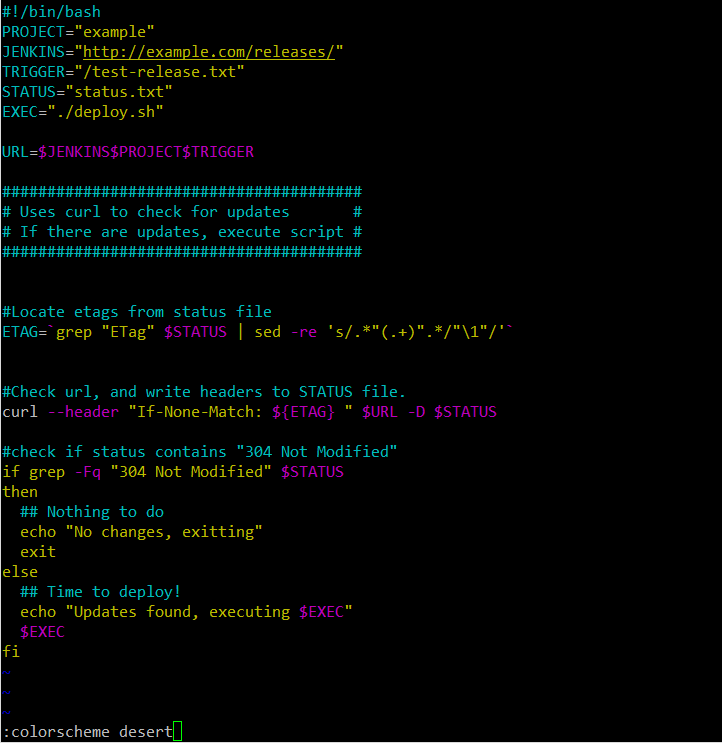 #!/bin/bash
PROJECT="example"
JENKINS="http://example.com/releases/"
TRIGGER="/test-release.txt"
STATUS="status.txt"
EXEC="./deploy.sh"
URL=$JENKINS$PROJECT$TRIGGER
########################################
# Uses curl to check for updates       #
# If there are updates, execute script #
########################################
#Locate etags from status file
ETAG=`grep "ETag" $STATUS | sed -re 's/.*"(.+)".*/"\1"/'`
#Check url, and write headers to STATUS file.
curl --header "If-None-Match: ${ETAG} " $URL -D $STATUS
#check if status contains "304 Not Modified"
if grep -Fq "304 Not Modified" $STATUS
then
  ## Nothing to do
  echo "No changes, exitting"
  exit
else
  ## Time to deploy!
  echo "Updates found, executing $EXEC"
  $EXEC
fi
~
~
~
:colorscheme desert